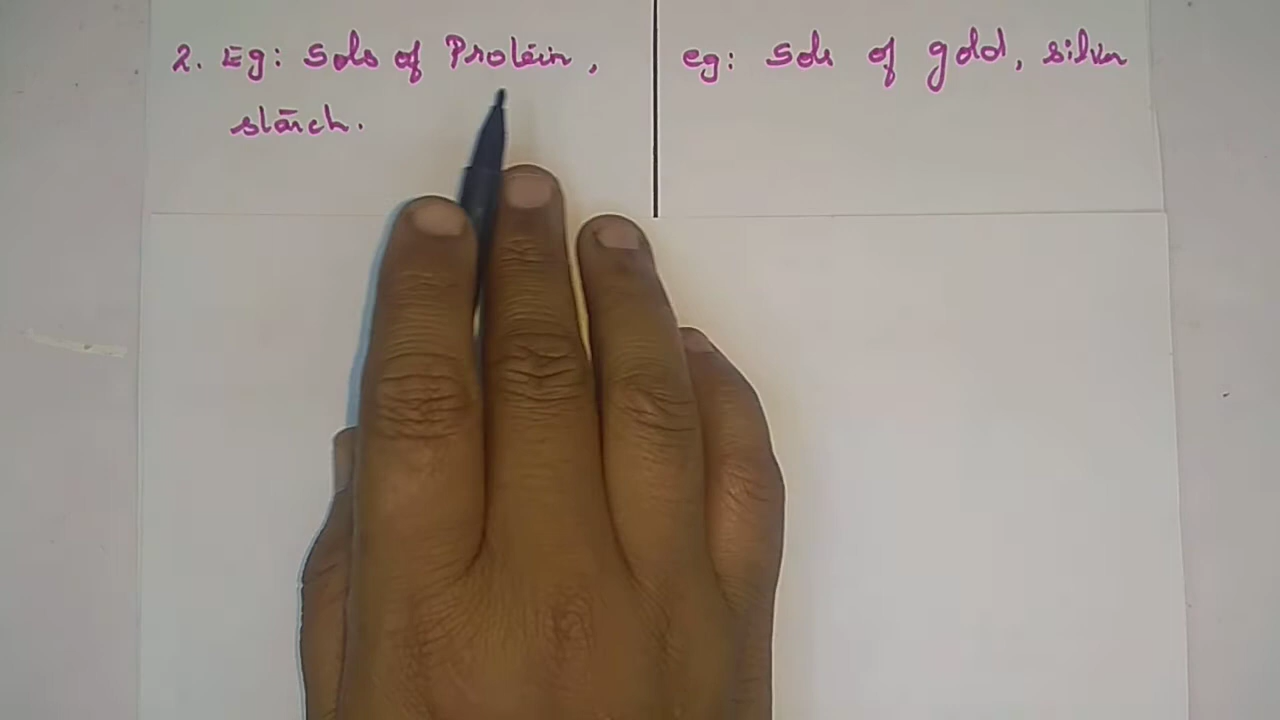 2. Eg: Sols of Protein,
starch.
eg: Sols of gold, silver